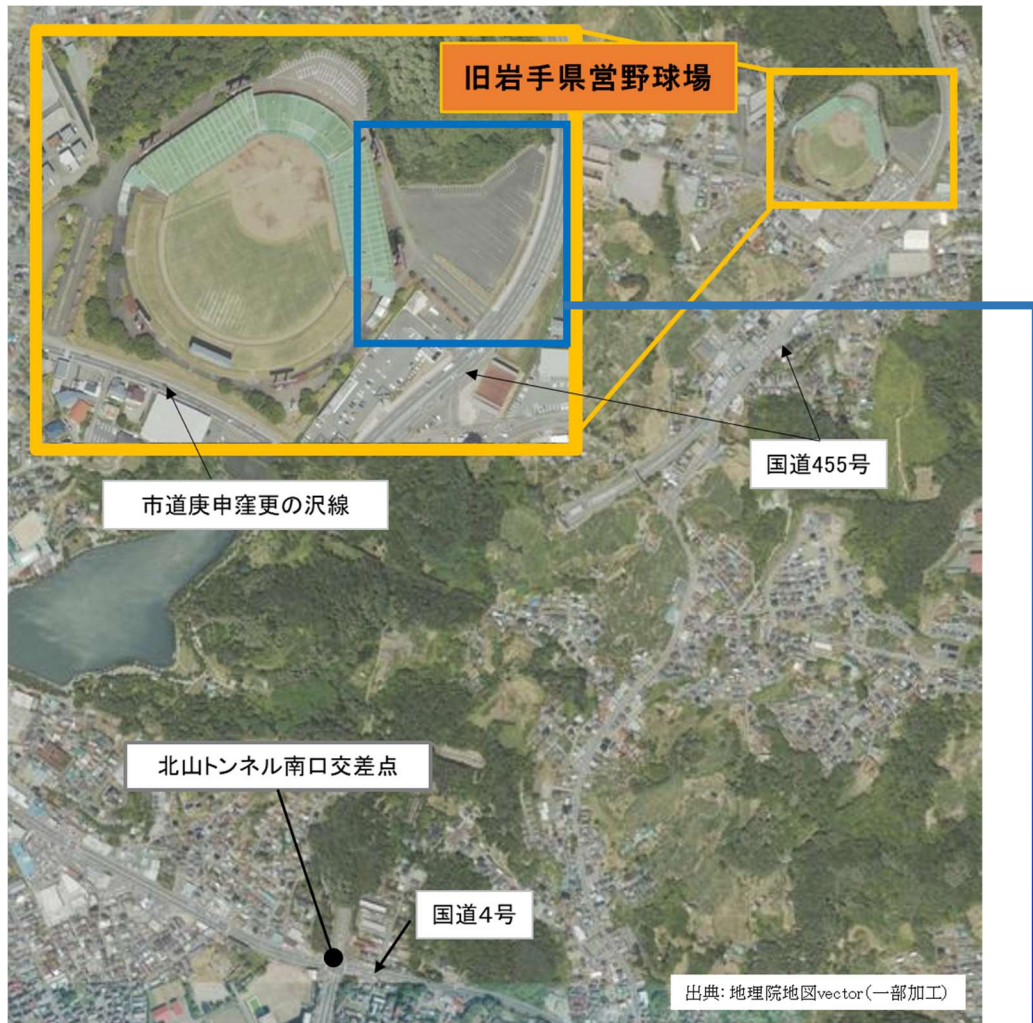 旧岩手県営野球場
国道455号
市道庚申窪更の沢線
北山トンネル南口交差点
国道4号
出典：地理院地図vector(一部加工)